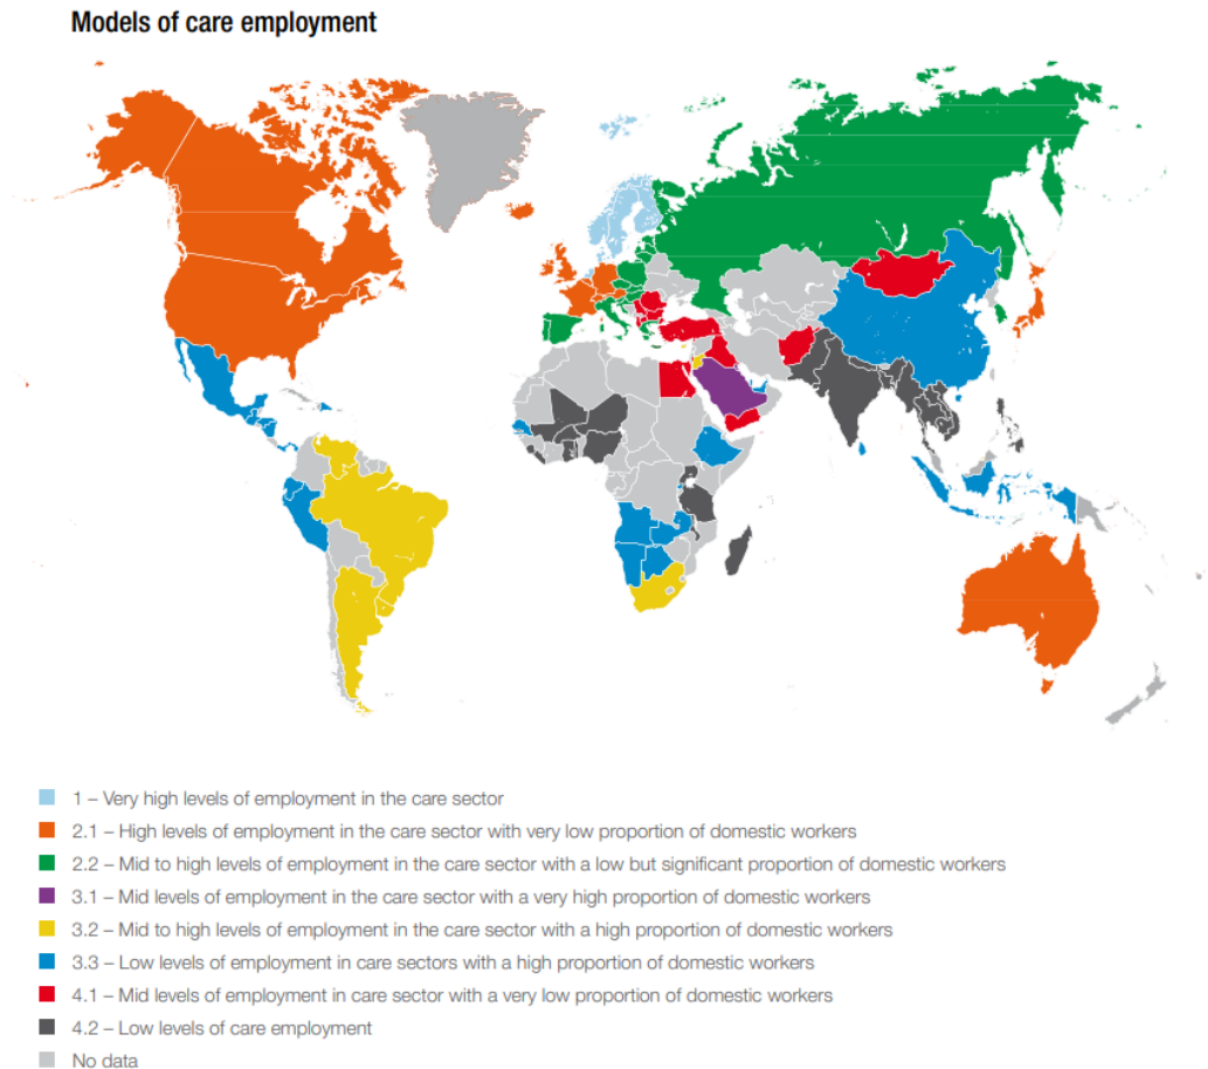 Models of care employment
1 – Very high levels of employment in the care sector
2.1 – High levels of employment in the care sector with very low proportion of domestic workers
2.2 – Mid to high levels of employment in the care sector with a low but significant proportion of domestic workers
3.1 – Mid levels of employment in the care sector with a very high proportion of domestic workers
3.2 – Mid to high levels of employment in the care sector with a high proportion of domestic workers
3.3 – Low levels of employment in care sectors with a high proportion of domestic workers
4.1 – Mid levels of employment in care sector with a very low proportion of domestic workers
4.2 – Low levels of care employment
No data